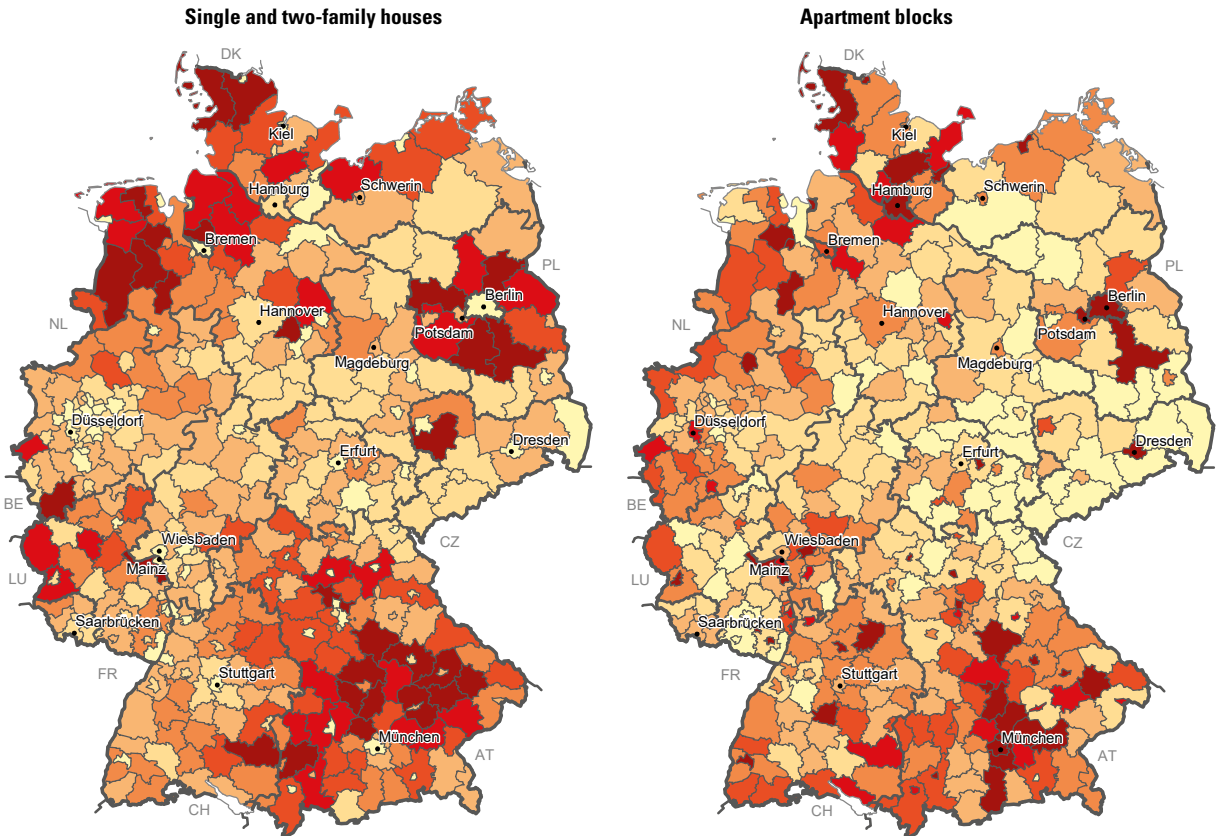 Single and two-family houses
Apartment blocks
DK
Kiel
Hamburg
Schwerin
Bremen
PL
Berlin
Hannover
Potsdam
NL
Magdeburg
Düsseldorf
Erfurt
Dresden
BE
Wiesbaden
CZ
Mainz
LU
Saarbrücken
FR
Stuttgart
München
AT
CH
DK
Kiel
Hamburg
Schwerin
Bremen
PL
Berlin
Hannover
Potsdam
NL
Magdeburg
Düsseldorf
Erfurt
Dresden
BE
Wiesbaden
CZ
Mainz
LU
Saarbrücken
FR
Stuttgart
München
AT
CH